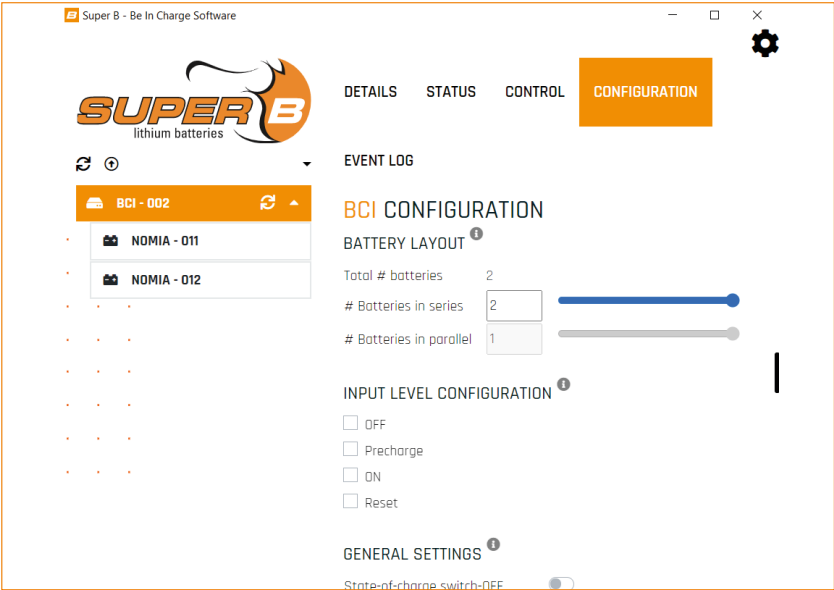 Super B - Be In Charge Software
SUPER B
lithium batteries
DETAILS STATUS CONTROL CONFIGURATION
EVENT LOG
BCI - 002
NOMIA - 011
NOMIA - 012
BCI CONFIGURATION
BATTERY LAYOUT
Total # batteries 2
# Batteries in series 2
# Batteries in parallel 1
INPUT LEVEL CONFIGURATION
OFF
Precharge
ON
Reset
GENERAL SETTINGS
State-of-charge switch-OFF